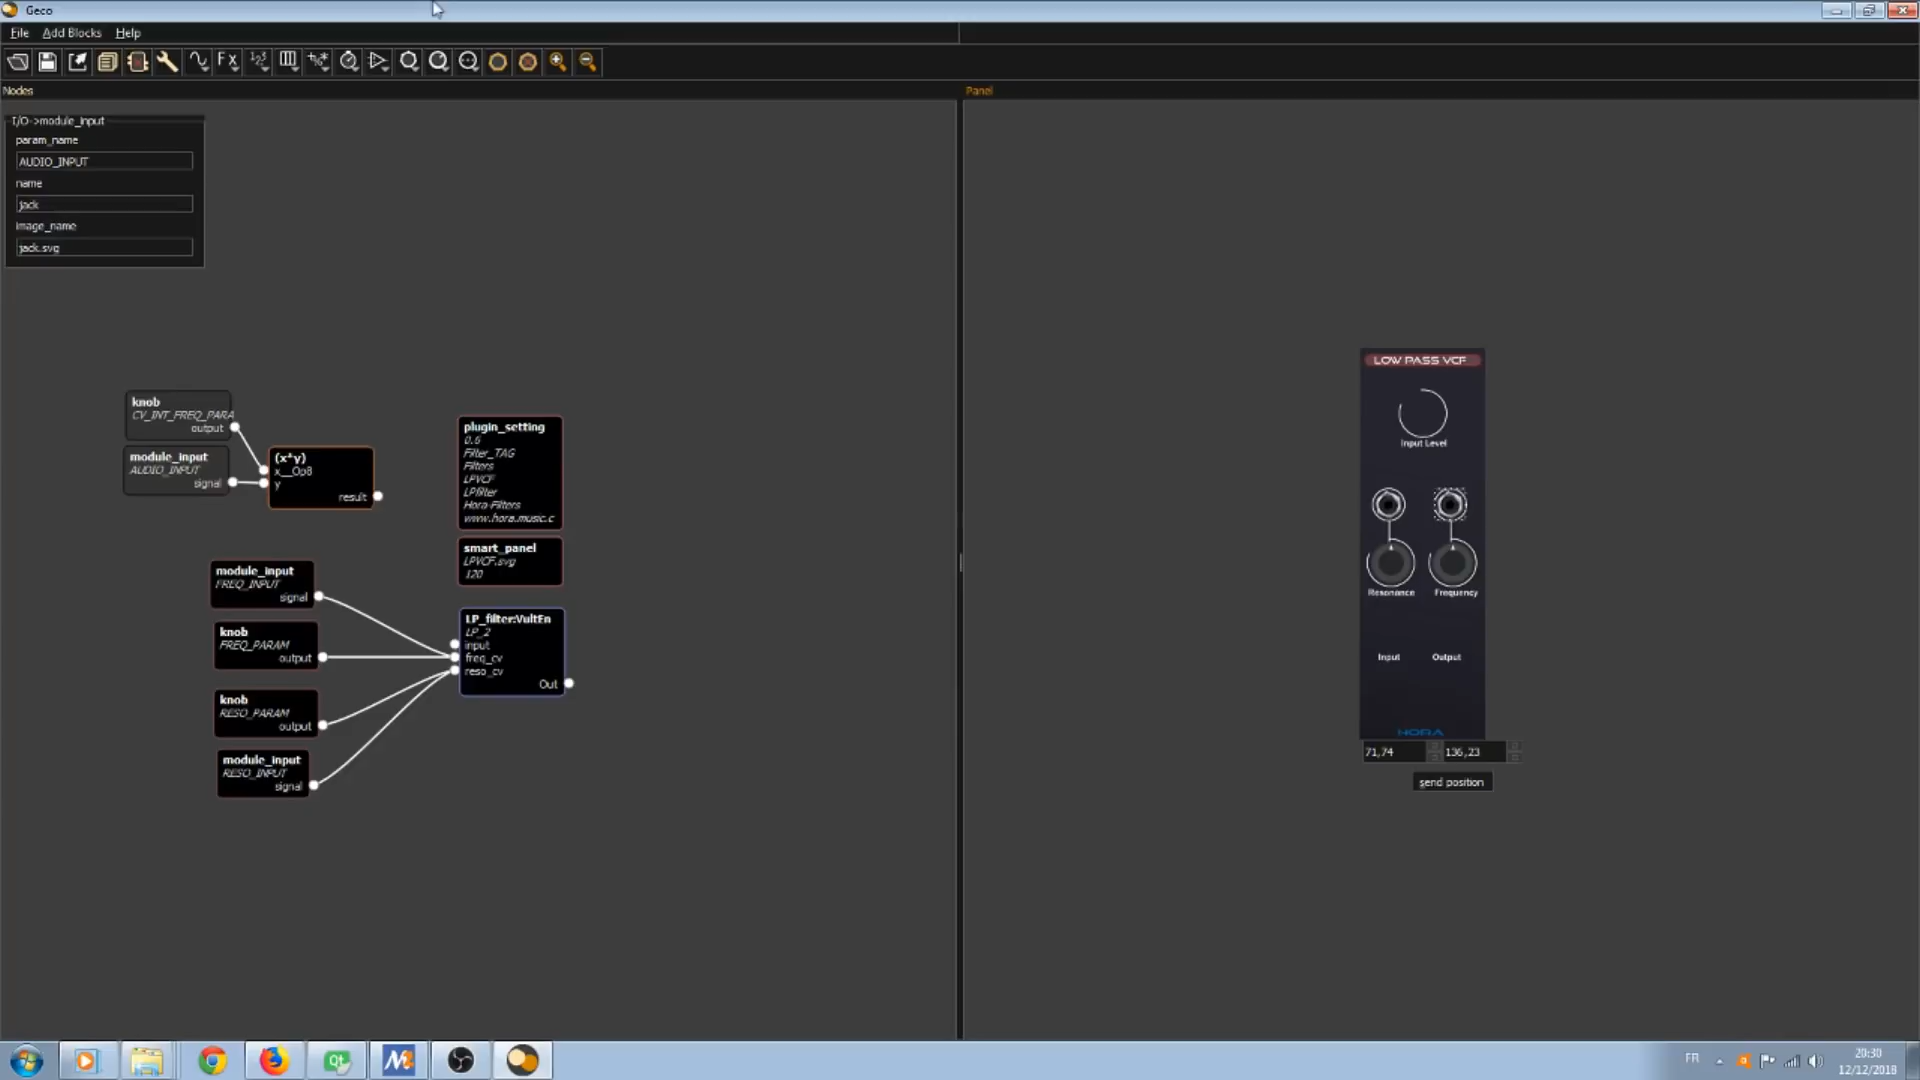 Geco
File Add Blocks Help
Nodes
Panel
I/O->module_input
param_name
AUDIO_INPUT
name
jack
image_name
jack.svg
knob
CV_INT_FREQ_PARA
output
module_input
AUDIO_INPUT
signal
(x*y)
x__Op8
y
result
plugin_setting
0.6
Filter_TAG
Filters
LPVCF
LPfilter
Hora-Filters
www.hora.music.c
smart_panel
LPVCF.svg
120
module_input
FREQ_INPUT
signal
knob
FREQ_PARAM
output
knob
RESO_PARAM
output
module_input
RESO_INPUT
signal
LP_filter:VultEn
LP_2
input
freq_cv
reso_cv
Out
LOW PASS VCF
Input Level
Resonance Frequency
Input Output
HORA
71,74 136,23
send position
FR
20:30
12/12/2018